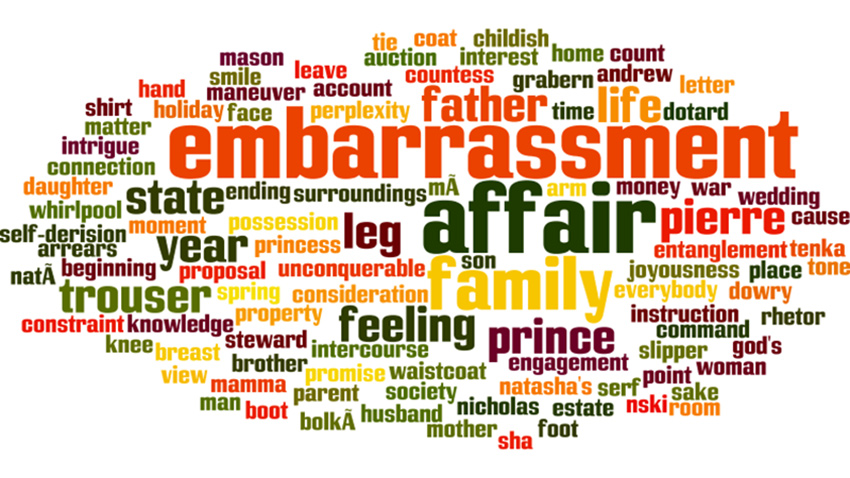 tie coat childish
mason auction interest home count
smile leave countess grabern andrew letter
hand maneuver account father life
shirt holiday face perplexity time dotard
matter embarrassment
intrigue
connection
daughter state ending surroundings mÃ arm money war wedding
whirlpool affair pierre cause
self-derision moment possession leg
arrears year princess entanglement tenka
natÃ beginning proposal unconquerable son joyousness place tone
trouser spring consideration family everybody dowry
property instruction rhetor
constraint knowledge feeling prince command
knee steward intercourse engagement slipper god's
breast brother
view promise waistcoat point woman
mamma parent society natasha's serf sake
man boot husband nicholas estate nski room
bolkÃ mother foot
sha